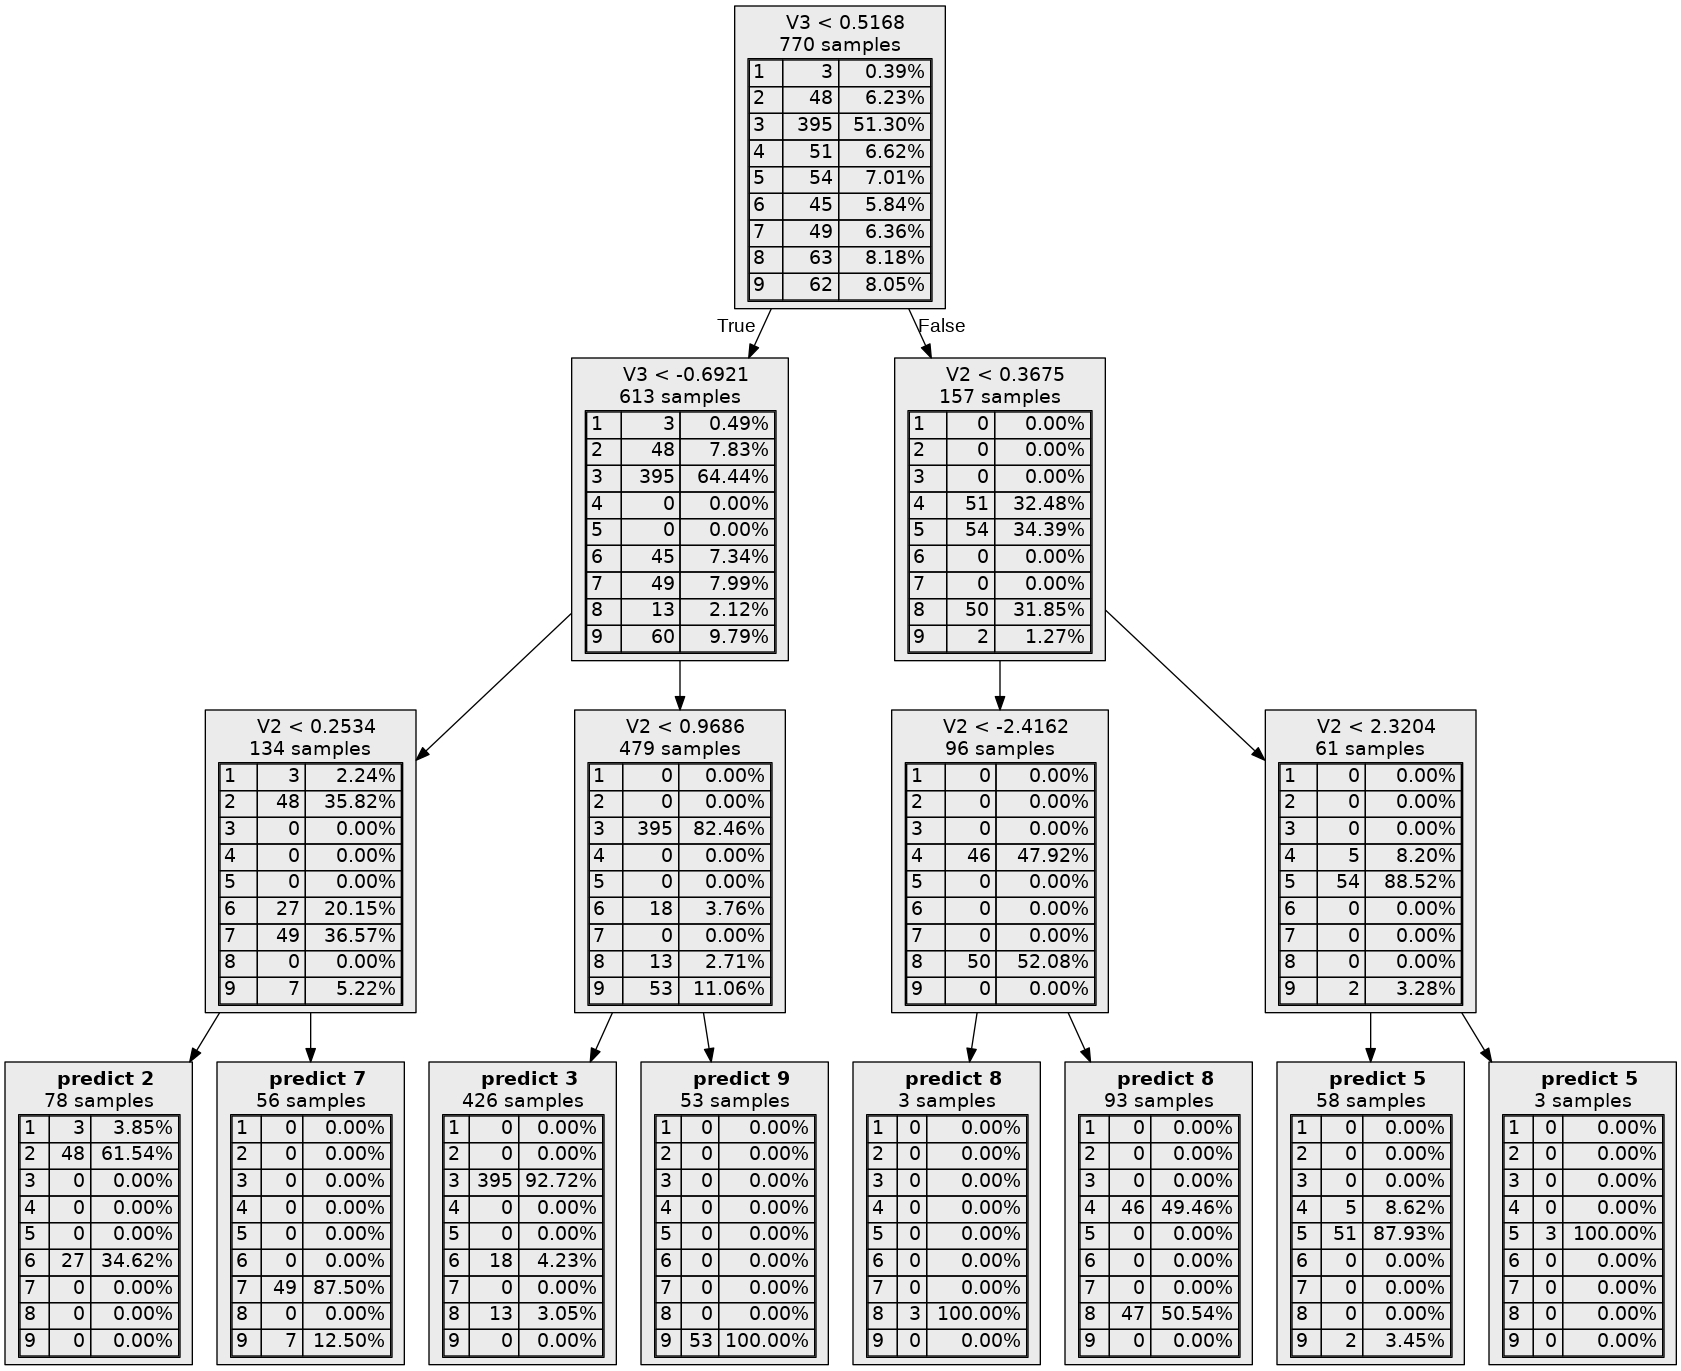 V3 < 0.5168
770 samples
1 3 0.39%
2 48 6.23%
3 395 51.30%
4 51 6.62%
5 54 7.01%
6 45 5.84%
7 49 6.36%
8 63 8.18%
9 62 8.05%
True
False
V3 < -0.6921
613 samples
1 3 0.49%
2 48 7.83%
3 395 64.44%
4 0 0.00%
5 0 0.00%
6 45 7.34%
7 49 7.99%
8 13 2.12%
9 60 9.79%
V2 < 0.3675
157 samples
1 0 0.00%
2 0 0.00%
3 0 0.00%
4 51 32.48%
5 54 34.39%
6 0 0.00%
7 0 0.00%
8 50 31.85%
9 2 1.27%
V2 < 0.2534
134 samples
1 3 2.24%
2 48 35.82%
3 0 0.00%
4 0 0.00%
5 0 0.00%
6 27 20.15%
7 49 36.57%
8 0 0.00%
9 7 5.22%
V2 < 0.9686
479 samples
1 0 0.00%
2 0 0.00%
3 395 82.46%
4 0 0.00%
5 0 0.00%
6 18 3.76%
7 0 0.00%
8 13 2.71%
9 53 11.06%
V2 < -2.4162
96 samples
1 0 0.00%
2 0 0.00%
3 0 0.00%
4 46 47.92%
5 0 0.00%
6 0 0.00%
7 0 0.00%
8 50 52.08%
9 0 0.00%
V2 < 2.3204
61 samples
1 0 0.00%
2 0 0.00%
3 0 0.00%
4 5 8.20%
5 54 88.52%
6 0 0.00%
7 0 0.00%
8 0 0.00%
9 2 3.28%
predict 2
78 samples
1 3 3.85%
2 48 61.54%
3 0 0.00%
4 0 0.00%
5 0 0.00%
6 27 34.62%
7 0 0.00%
8 0 0.00%
9 0 0.00%
predict 7
56 samples
1 0 0.00%
2 0 0.00%
3 0 0.00%
4 0 0.00%
5 0 0.00%
6 0 0.00%
7 49 87.50%
8 0 0.00%
9 7 12.50%
predict 3
426 samples
1 0 0.00%
2 0 0.00%
3 395 92.72%
4 0 0.00%
5 0 0.00%
6 18 4.23%
7 0 0.00%
8 13 3.05%
9 0 0.00%
predict 9
53 samples
1 0 0.00%
2 0 0.00%
3 0 0.00%
4 0 0.00%
5 0 0.00%
6 0 0.00%
7 0 0.00%
8 0 0.00%
9 53 100.00%
predict 8
3 samples
1 0 0.00%
2 0 0.00%
3 0 0.00%
4 0 0.00%
5 0 0.00%
6 0 0.00%
7 0 0.00%
8 3 100.00%
9 0 0.00%
predict 8
93 samples
1 0 0.00%
2 0 0.00%
3 0 0.00%
4 46 49.46%
5 0 0.00%
6 0 0.00%
7 0 0.00%
8 47 50.54%
9 0 0.00%
predict 5
58 samples
1 0 0.00%
2 0 0.00%
3 0 0.00%
4 5 8.62%
5 51 87.93%
6 0 0.00%
7 0 0.00%
8 0 0.00%
9 2 3.45%
predict 5
3 samples
1 0 0.00%
2 0 0.00%
3 0 0.00%
4 0 0.00%
5 3 100.00%
6 0 0.00%
7 0 0.00%
8 0 0.00%
9 0 0.00%